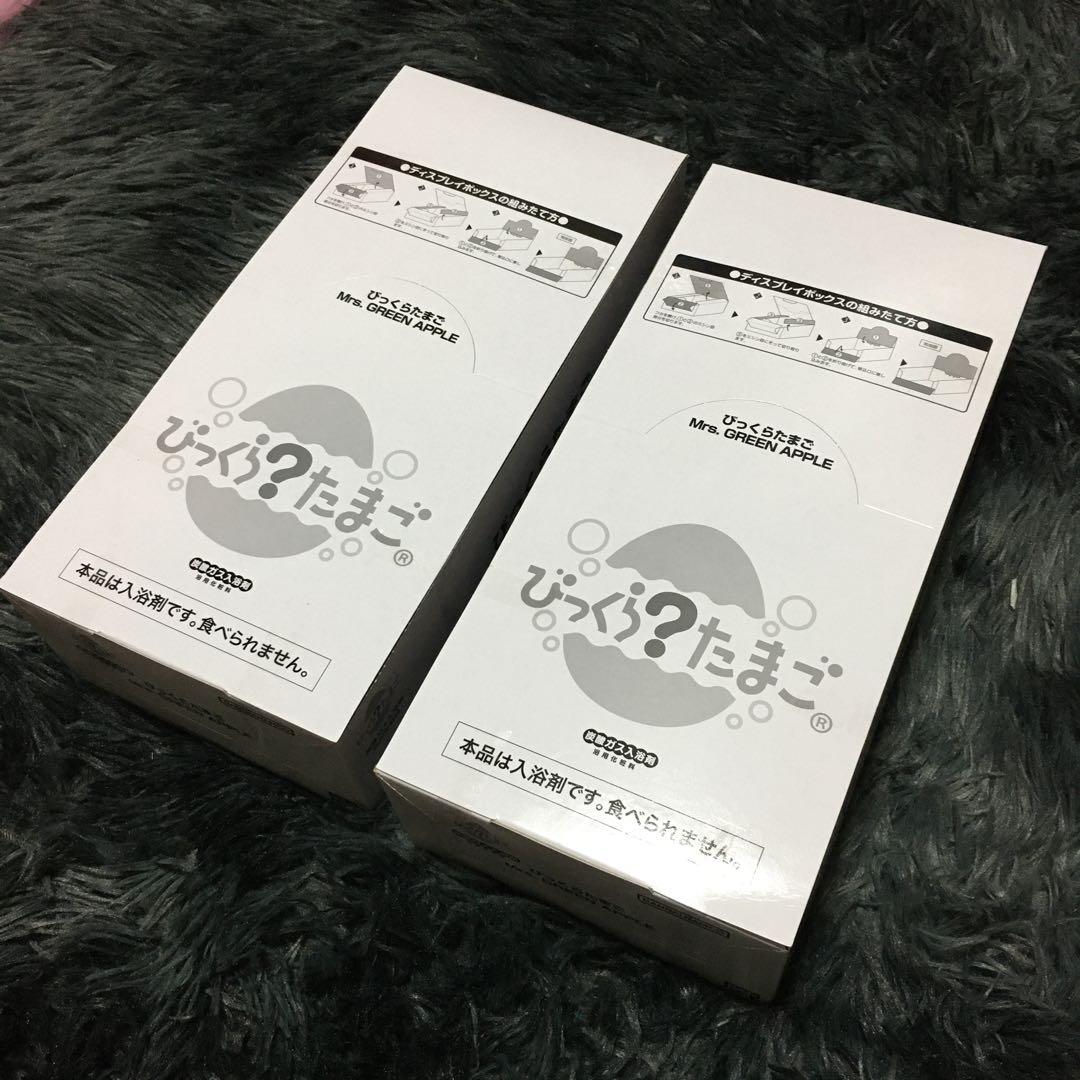 ●ディスプレイボックスの組みたて方●
びっくらたまご
Mrs. GREEN APPLE
びっくら?たまご®
炭酸ガス入浴剤
浴用化粧料
本品は入浴剤です。食べられません。
●ディスプレイボックスの組みたて方●
びっくらたまご
Mrs. GREEN APPLE
びっくら?たまご®
炭酸ガス入浴剤
浴用化粧料
本品は入浴剤です。食べられません。